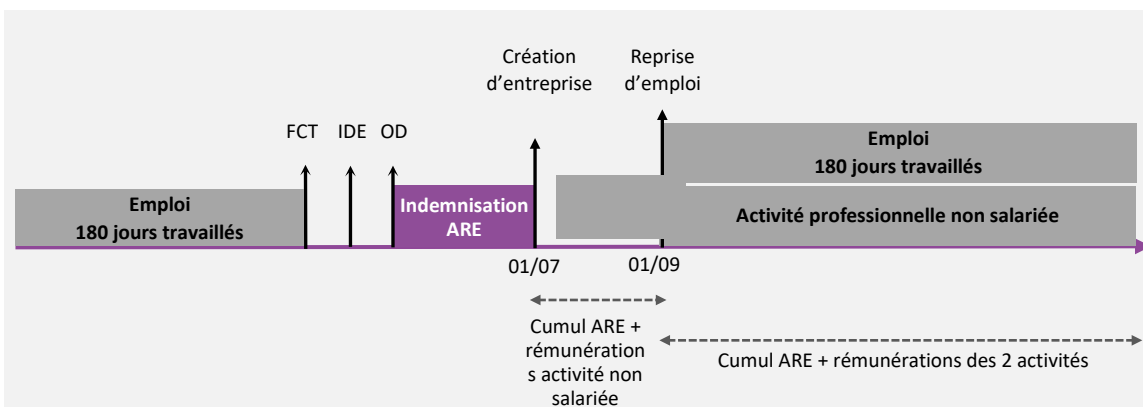 Création
d’entreprise
Reprise
d’emploi
FCT
IDE
OD
Emploi
180 jours travaillés
Emploi
180 jours travaillés
Indemnisation
ARE
Activité professionnelle non salariée
01/07
01/09
Cumul ARE +
rémunération
s activité non
salariée
Cumul ARE + rémunérations des 2 activités